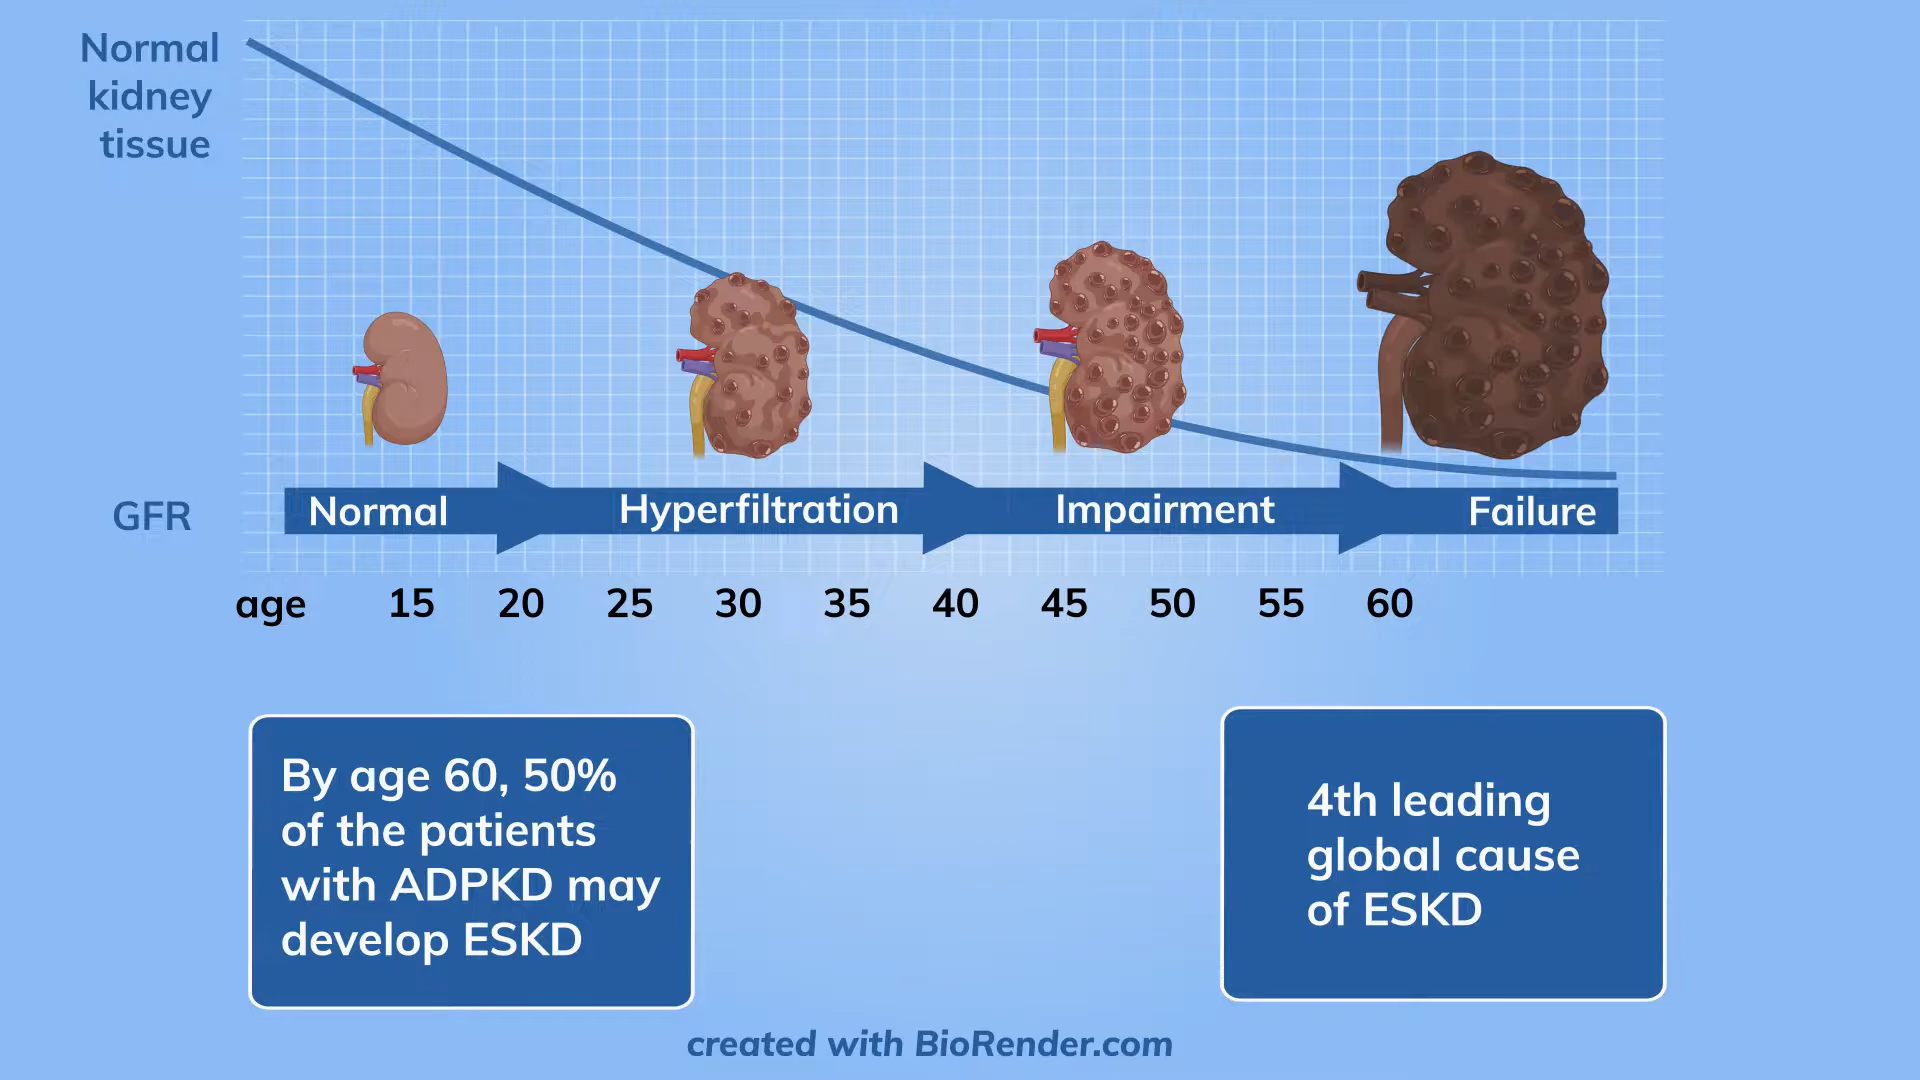 Normal
kidney
tissue
GFR
Normal
Hyperfiltration
Impairment
Failure
age 15 20 25 30 35 40 45 50 55 60
By age 60, 50%
of the patients
with ADPKD may
develop ESKD
4th leading
global cause
of ESKD
created with BioRender.com